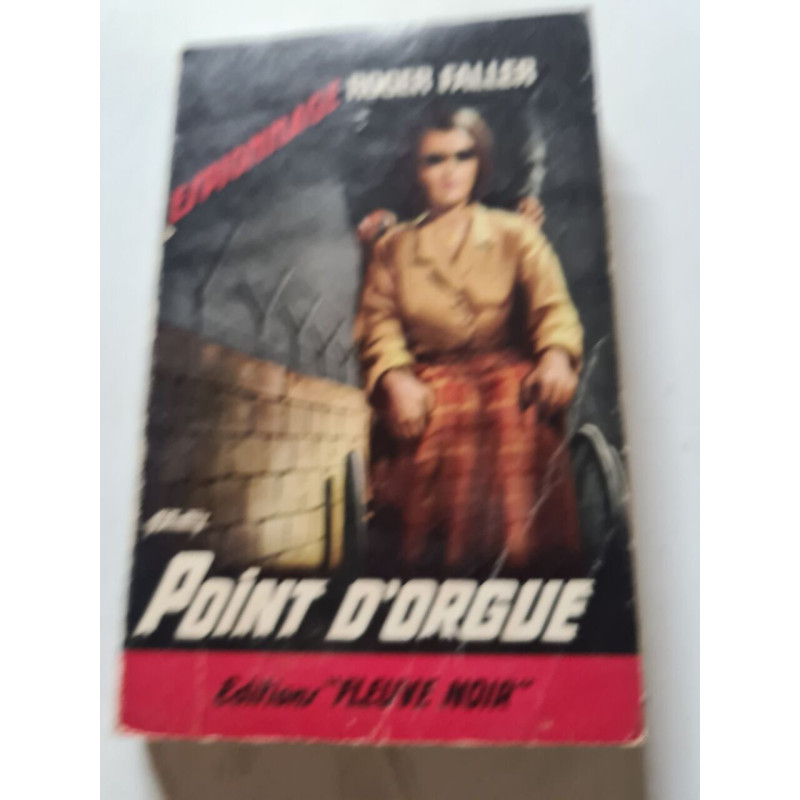 ROGER FALLER
ESPIONNAGE
POINT D'ORGUE
Editions "FLEUVE NOIR"